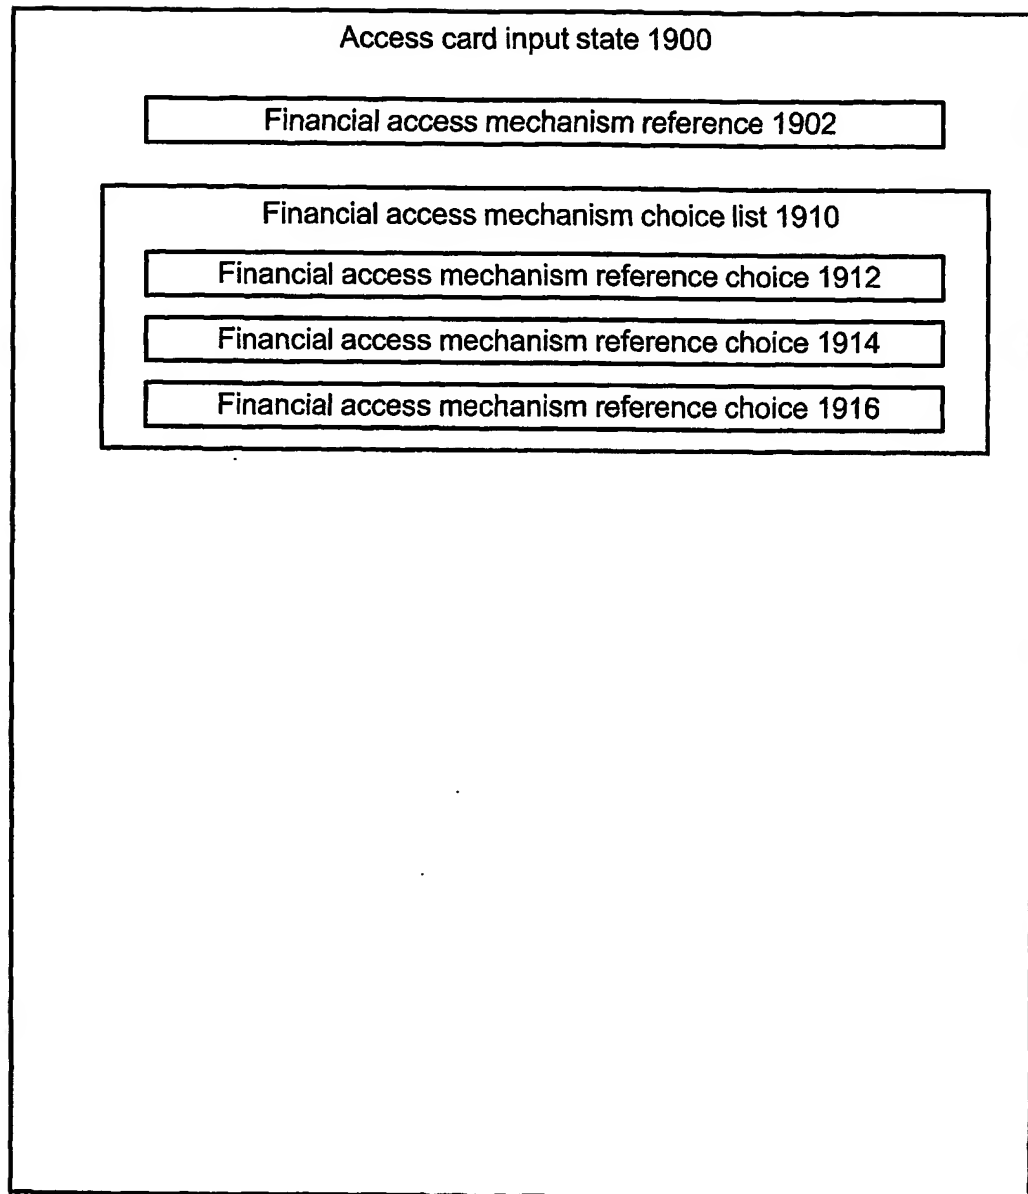 Access card input state 1900
Financial access mechanism reference 1902
Financial access mechanism choice list 1910
Financial access mechanism reference choice 1912
Financial access mechanism reference choice 1914
Financial access mechanism reference choice 1916